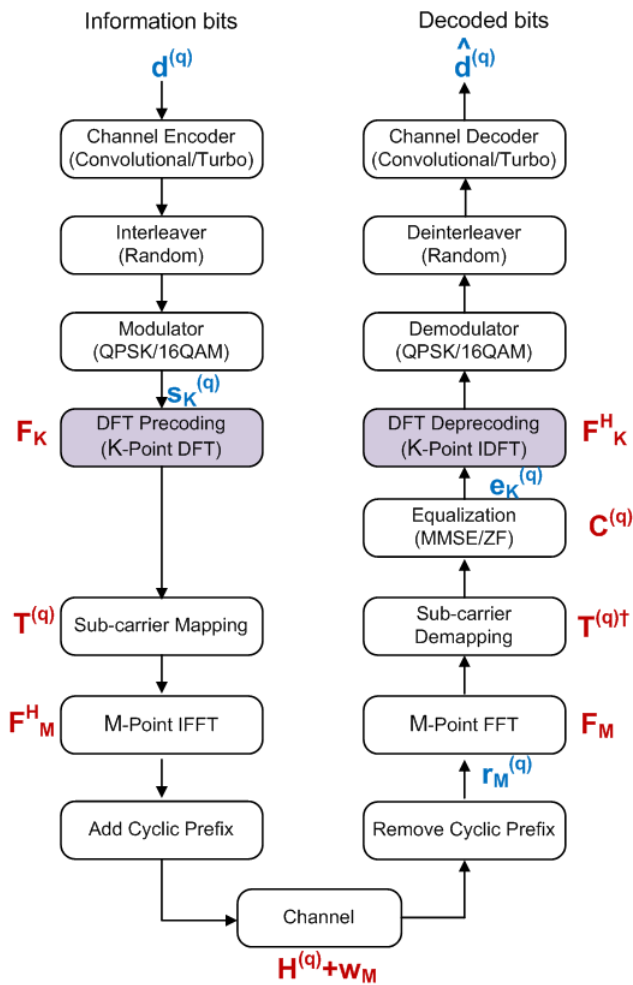 Information bits
d(q)
Channel Encoder
(Convolutional/Turbo)
Interleaver
(Random)
Modulator
(QPSK/16QAM)
sK(q)
FK
DFT Precoding
(K-Point DFT)
T(q)
Sub-carrier Mapping
FHM
M-Point IFFT
Add Cyclic Prefix
Channel
H(q)+wM
Decoded bits
d̂(q)
Channel Decoder
(Convolutional/Turbo)
Deinterleaver
(Random)
Demodulator
(QPSK/16QAM)
DFT Deprecoding
(K-Point IDFT)
FHK
eK(q)
Equalization
(MMSE/ZF)
C(q)
Sub-carrier
Demapping
T(q)†
M-Point FFT
FM
rM(q)
Remove Cyclic Prefix